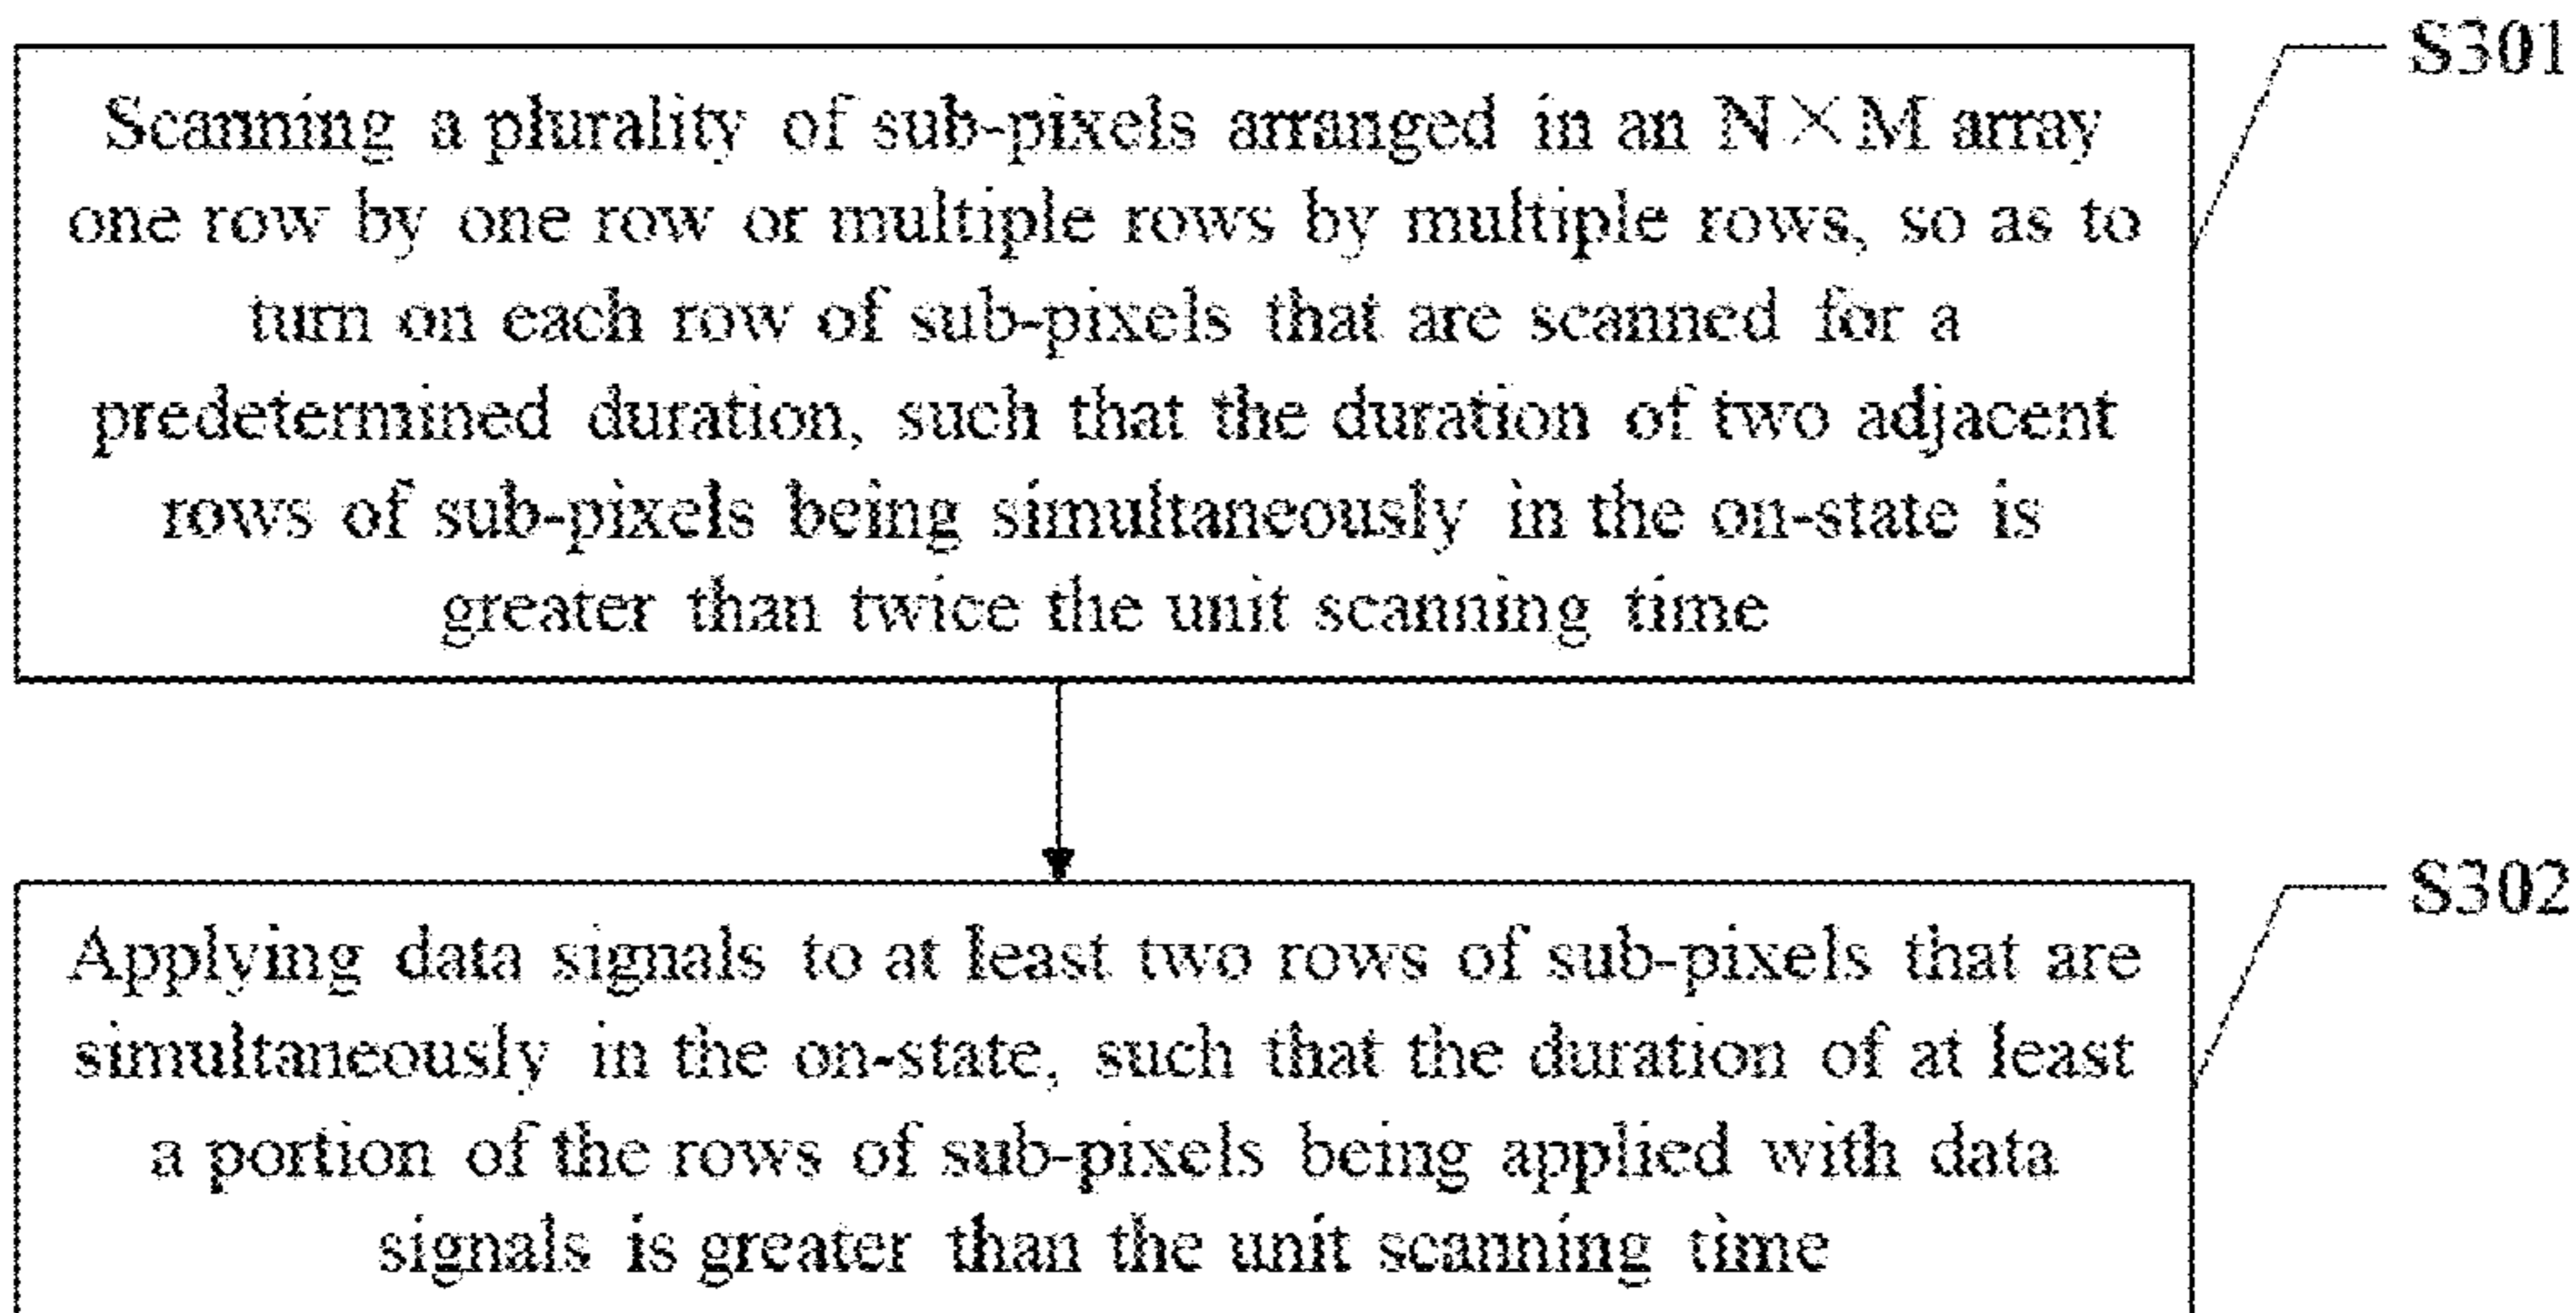 S301
Scanning a plurality of sub-pixels arranged in an N×M array
one row by one row or multiple rows by multiple rows, so as to
turn on each row of sub-pixels that are scanned for a
predetermined duration, such that the duration of two adjacent
rows of sub-pixels being simultaneously in the on-state is
greater than twice the unit scanning time
S302
Applying data signals to at least two rows of sub-pixels that are
simultaneously in the on-state, such that the duration of at least
a portion of the rows of sub-pixels being applied with data
signals is greater than the unit scanning time